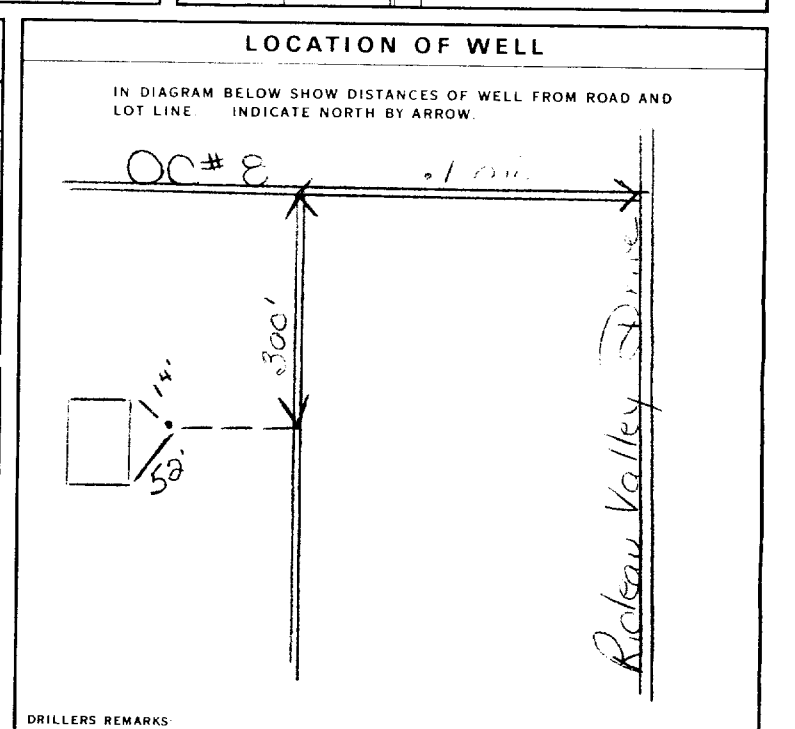 LOCATION OF WELL
IN DIAGRAM BELOW SHOW DISTANCES OF WELL FROM ROAD AND
LOT LINE. INDICATE NORTH BY ARROW.
OC# 8
.1 mi.
300'
14'
52'
Rideau Valley Drive
DRILLERS REMARKS: